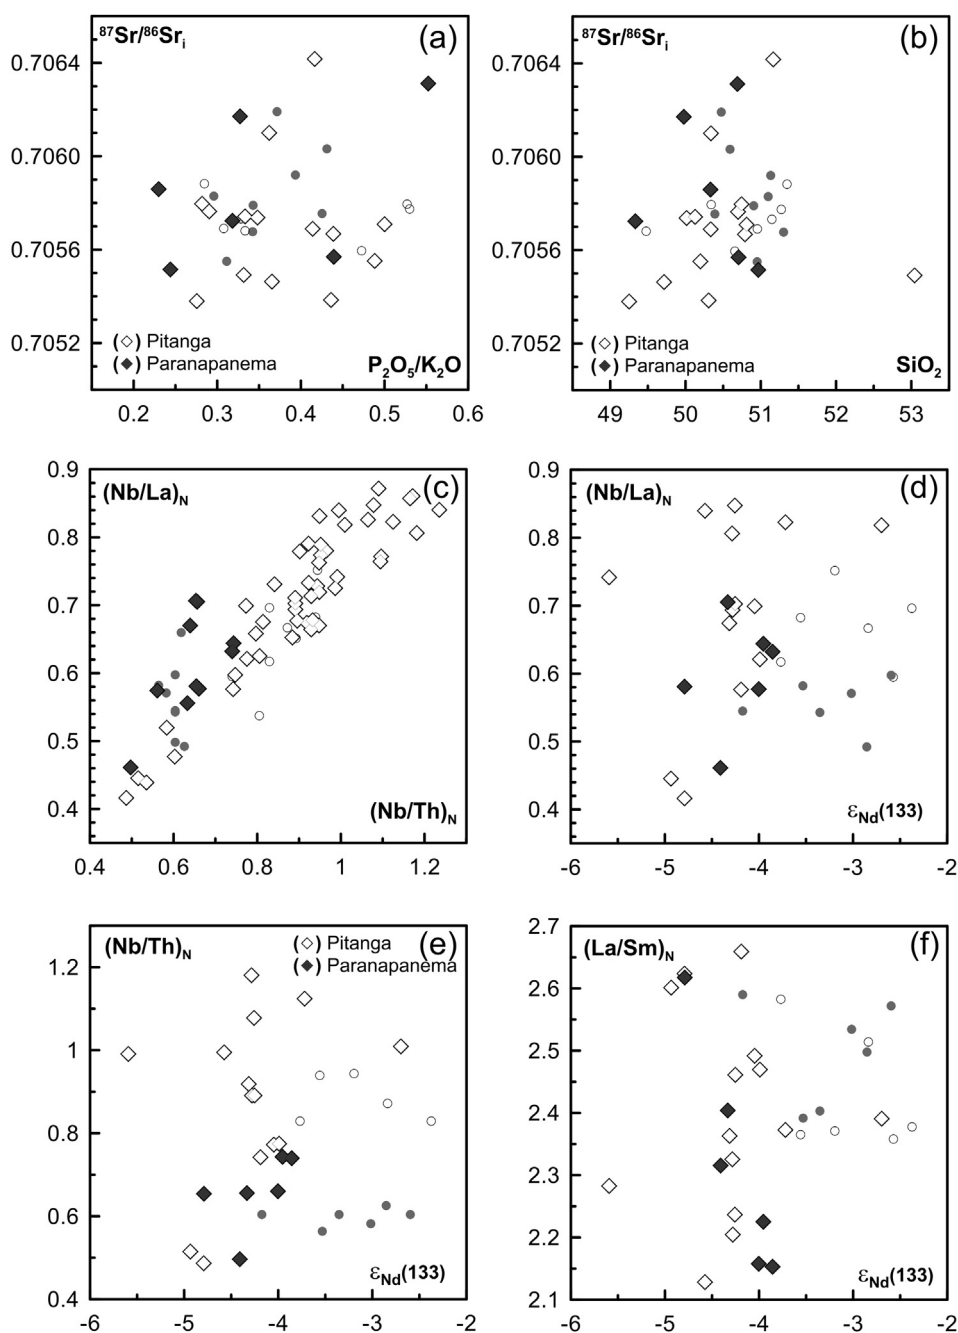 ⁸⁷Sr/⁸⁶Srᵢ (a)
0.7064
0.7060
0.7056
0.7052
(◇) Pitanga
(◆) Paranapanema
P₂O₅/K₂O
0.2 0.3 0.4 0.5 0.6
⁸⁷Sr/⁸⁶Srᵢ (b)
0.7064
0.7060
0.7056
0.7052
(◇) Pitanga
(◆) Paranapanema
SiO₂
49 50 51 52 53
(Nb/La)N (c)
0.9
0.8
0.7
0.6
0.5
0.4
(Nb/Th)N
0.4 0.6 0.8 1 1.2
(Nb/La)N (d)
0.9
0.8
0.7
0.6
0.5
0.4
εNd(133)
-6 -5 -4 -3 -2
(Nb/Th)N (e)
(◇) Pitanga
(◆) Paranapanema
1.2
1
0.8
0.6
0.4
εNd(133)
-6 -5 -4 -3 -2
(La/Sm)N (f)
2.7
2.6
2.5
2.4
2.3
2.2
2.1
εNd(133)
-6 -5 -4 -3 -2